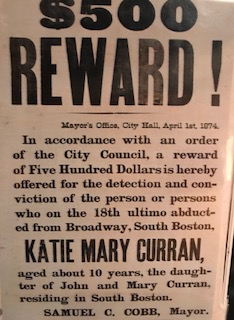 $500
REWARD!
Mayor's Office, City Hall, April 1st, 1874.
In accordance with an order
of the City Council, a reward
of Five Hundred Dollars is hereby
offered for the detection and con-
viction of the person or persons
who on the 18th ultimo abduct-
ed from Broadway, South Boston,
KATIE MARY CURRAN,
aged about 10 years, the daugh-
ter of John and Mary Curran,
residing in South Boston.
SAMUEL C. COBB, Mayor.